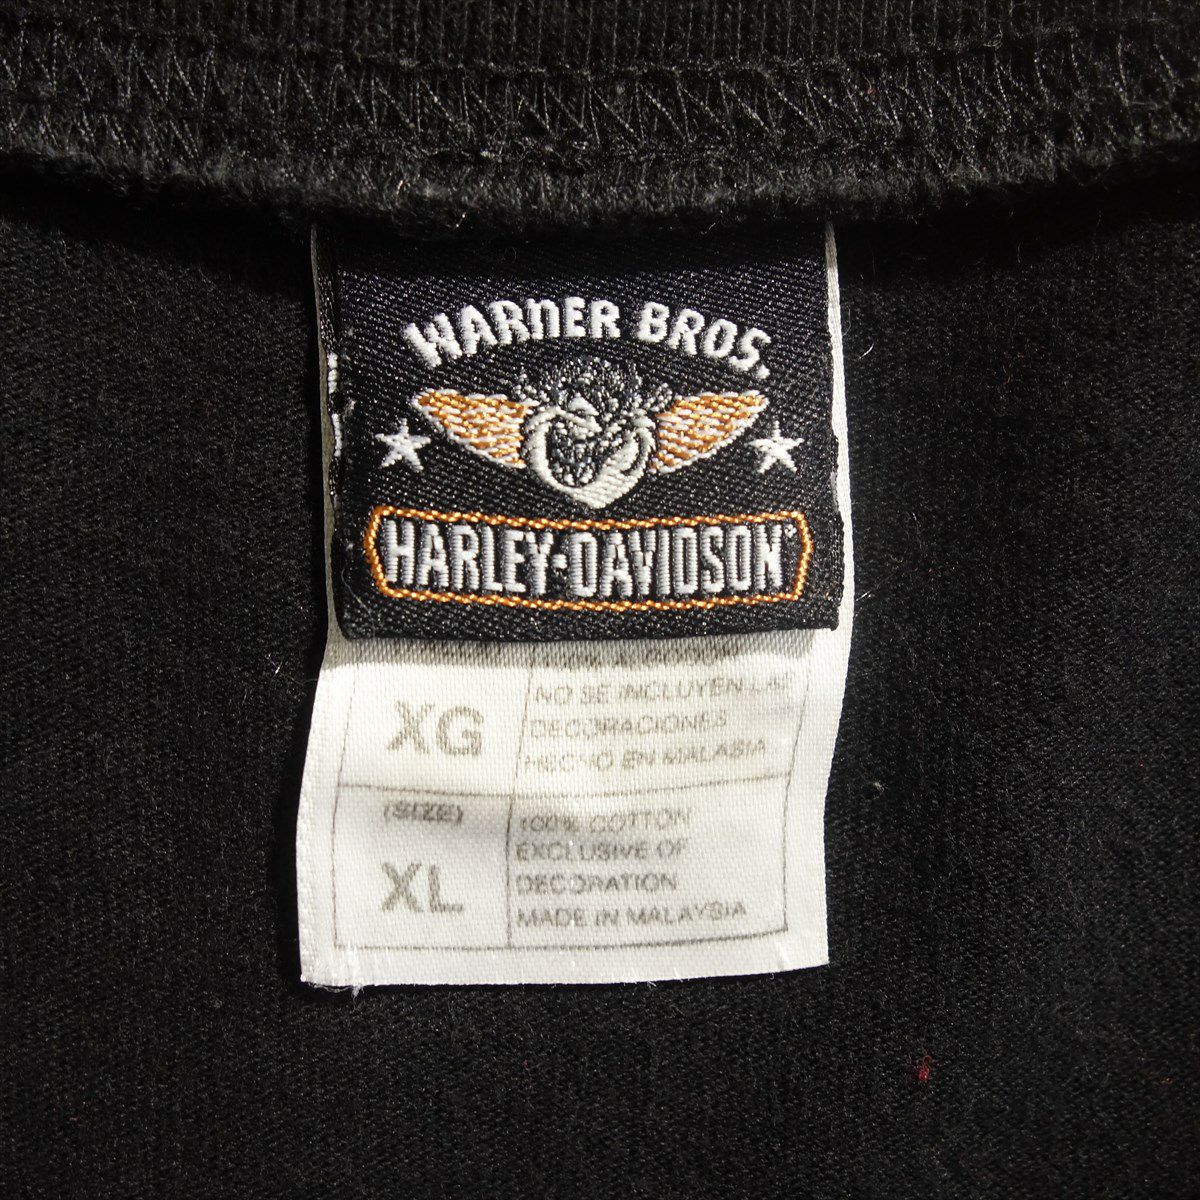 WARNER BROS.
HARLEY-DAVIDSON
XG
NO SE INCLUYEN LAS
DECORACIONES
HECHO EN MALASIA
(SIZE)
XL
100% COTTON
EXCLUSIVE OF
DECORATION
MADE IN MALAYSIA